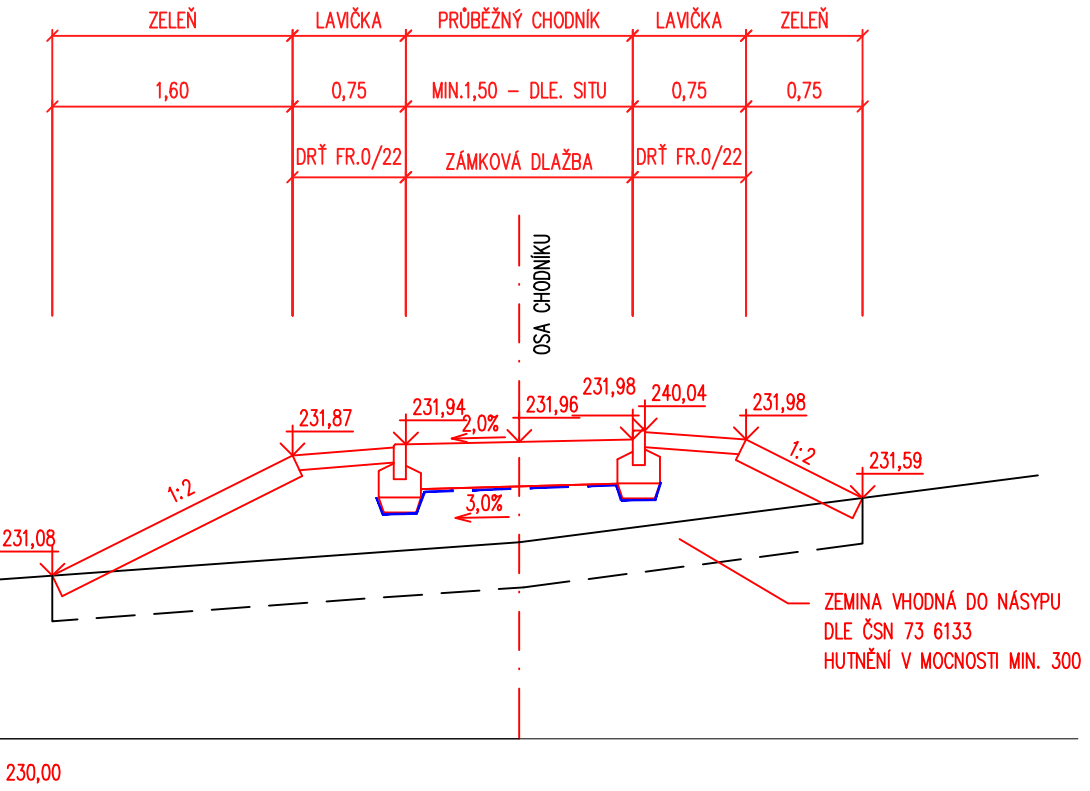 ZELEŇ LAVIČKA PRŮBĚŽNÝ CHODNÍK LAVIČKA ZELEŇ
1,60 0,75 MIN.1,50 – DLE. SITU 0,75 0,75
DRŤ FR.0/22 ZÁMKOVÁ DLAŽBA DRŤ FR.0/22
OSA CHODNÍKU
231,87 231,94 231,96 231,98 240,04 231,98
2,0%
1:2 1:2
231,59
3,0%
231,08
ZEMINA VHODNÁ DO NÁSYPU
DLE ČSN 73 6133
HUTNĚNÍ V MOCNOSTI MIN. 300
230,00